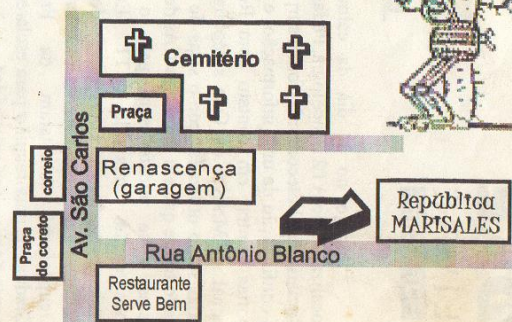 Cemitério
Praça
Av. São Carlos
correio
Renascença
(garagem)
República
MARISALES
Praça
do coreto
Rua Antônio Blanco
Restaurante
Serve Bem